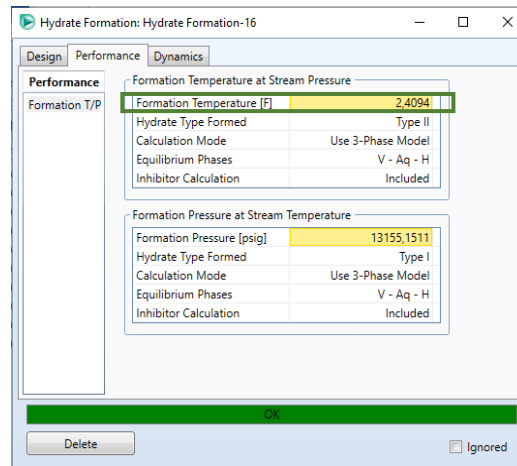 Hydrate Formation: Hydrate Formation-16
Design Performance Dynamics
Performance
Formation T/P
Formation Temperature at Stream Pressure
Formation Temperature [F] 2,4094
Hydrate Type Formed Type II
Calculation Mode Use 3-Phase Model
Equilibrium Phases V - Aq - H
Inhibitor Calculation Included
Formation Pressure at Stream Temperature
Formation Pressure [psig] 13155,1511
Hydrate Type Formed Type I
Calculation Mode Use 3-Phase Model
Equilibrium Phases V - Aq - H
Inhibitor Calculation Included
OK
Delete Ignored